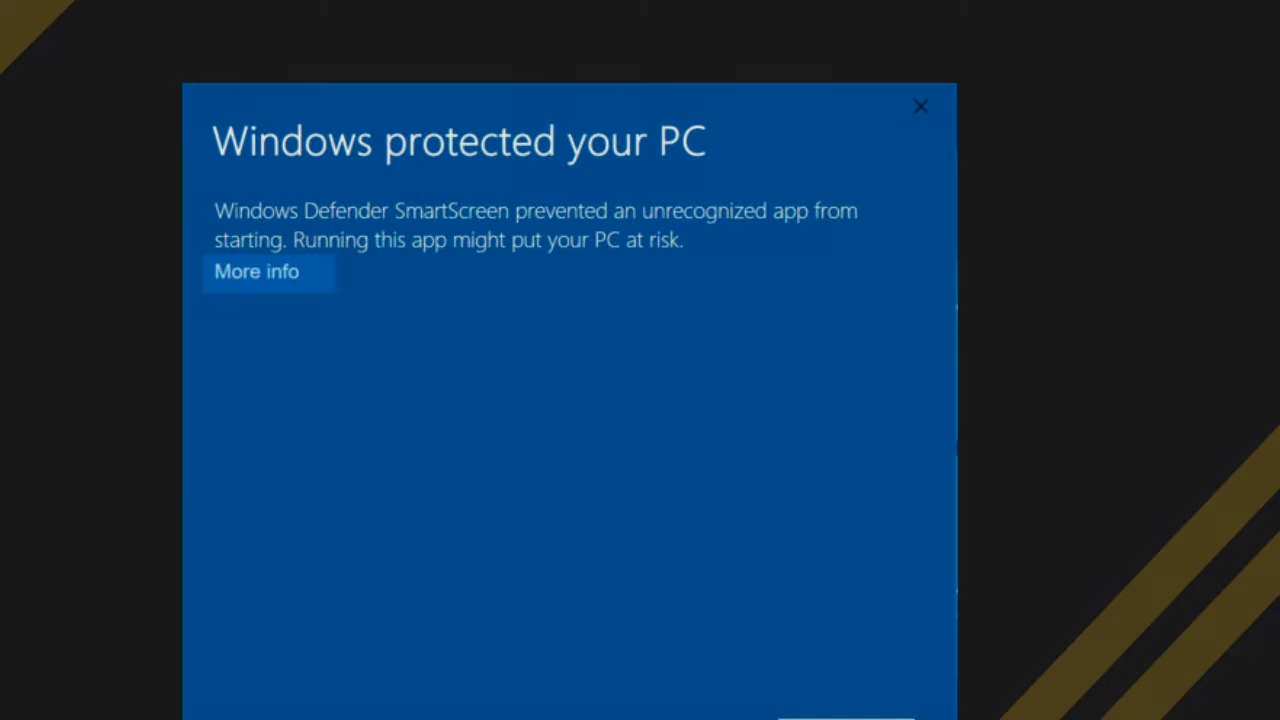 Windows protected your PC
Windows Defender SmartScreen prevented an unrecognized app from
starting. Running this app might put your PC at risk.
More info